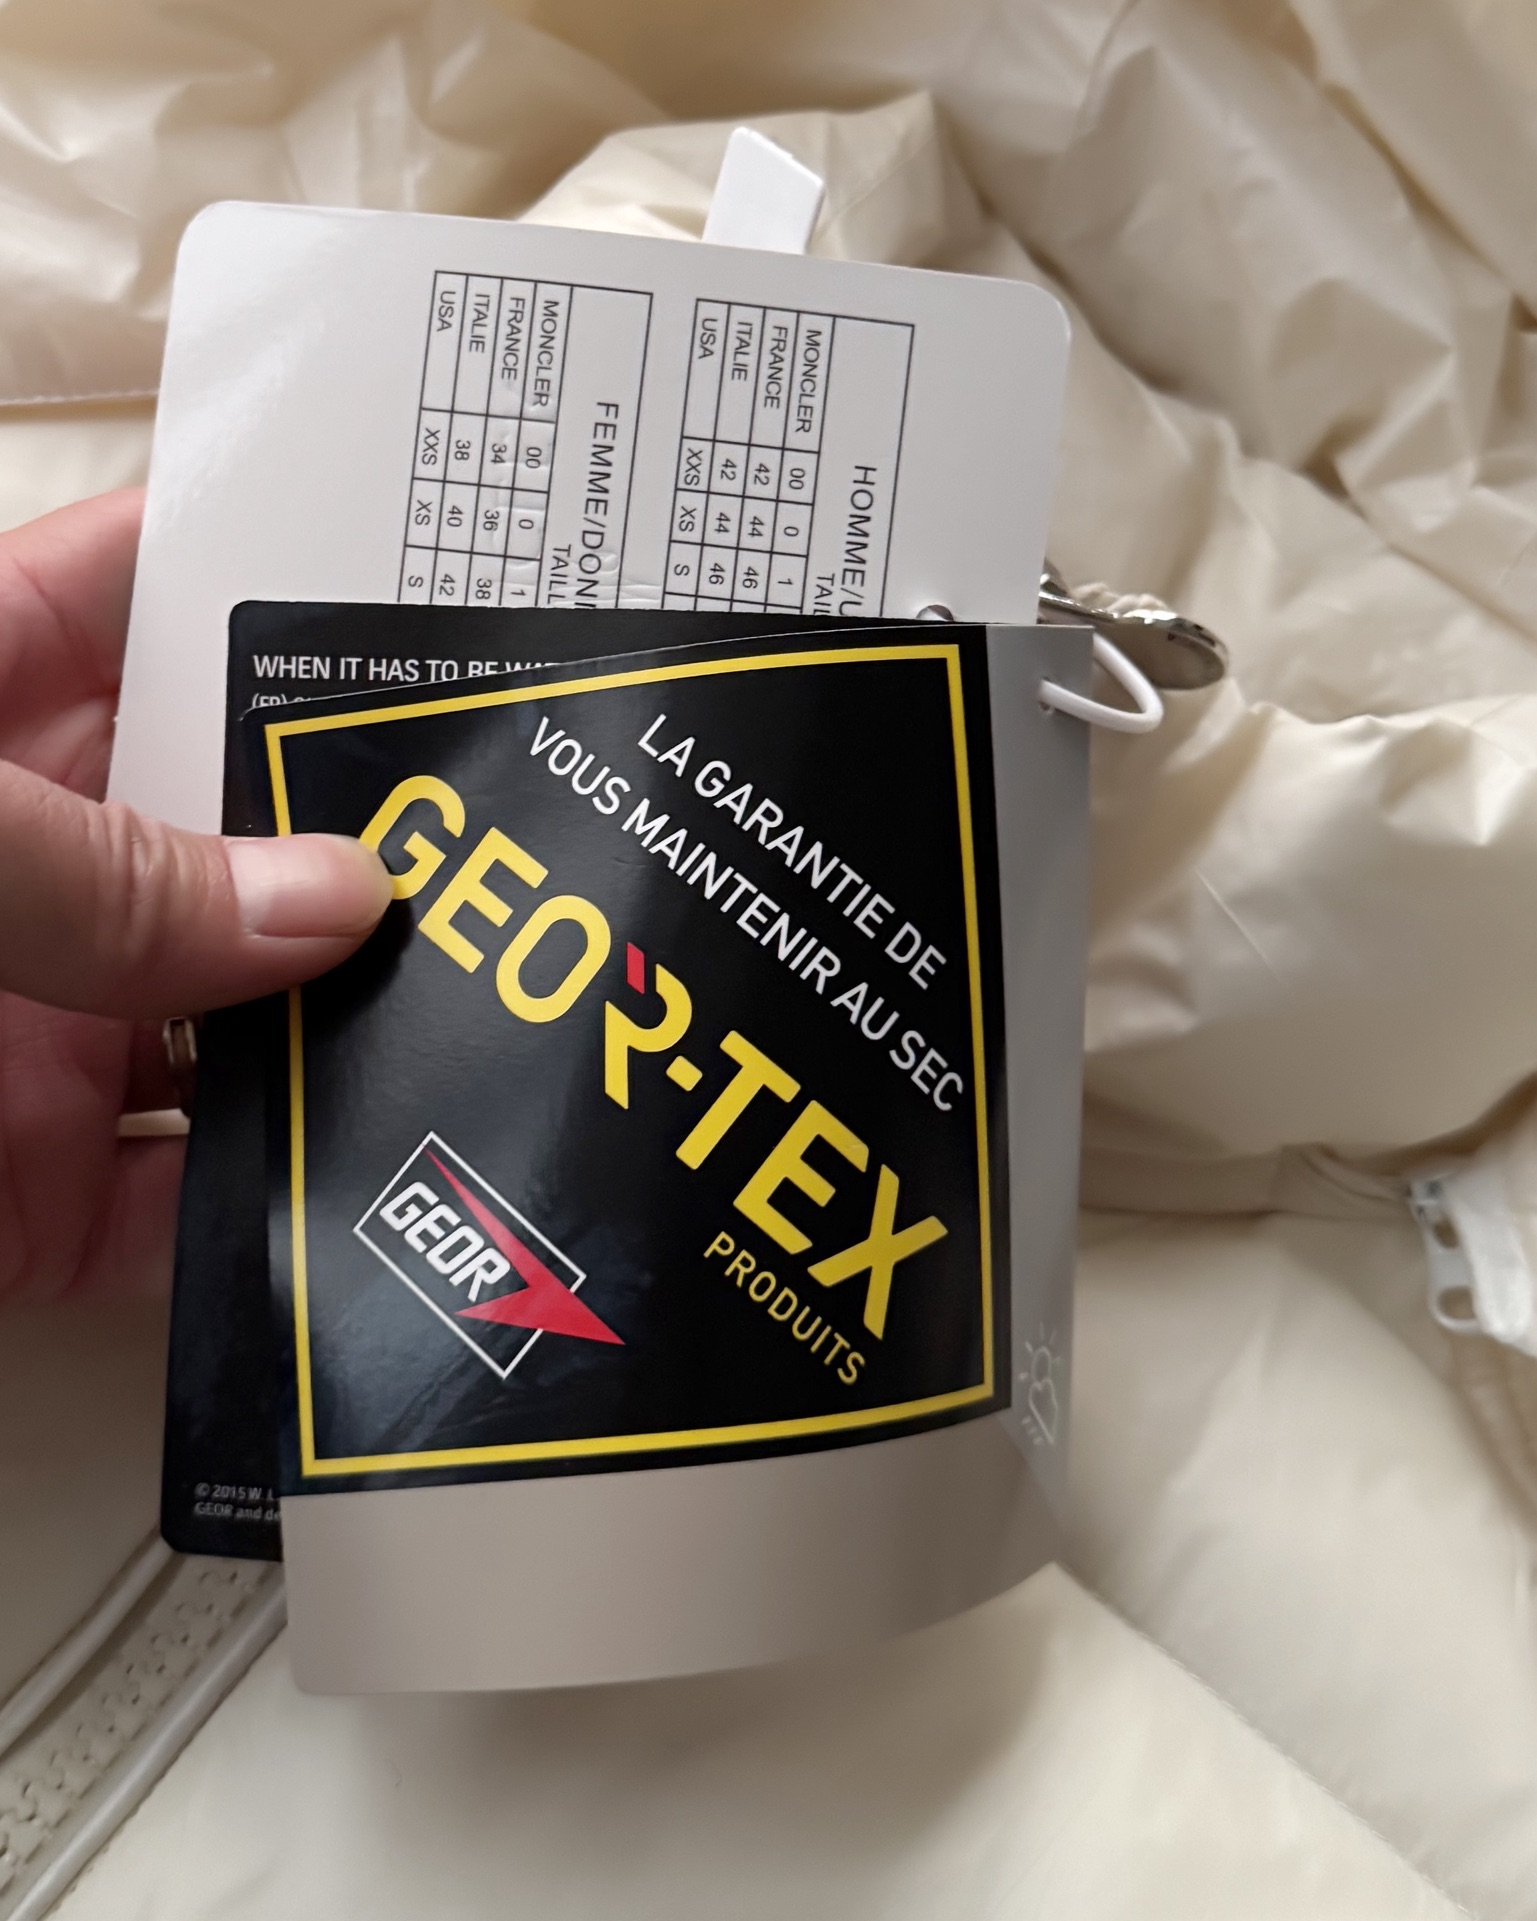 HOMME/U
TAIL
MONCLER 00 0 1
FRANCE 42 44 46
ITALIE 42 44 46
USA XXS XS S
FEMME/DON
TAILL
MONCLER 00 0 1
FRANCE 34 36 38
ITALIE 38 40 42
USA XXS XS S
WHEN IT HAS TO BE
(FR)
LA GARANTIE DE
VOUS MAINTENIR AU SEC
GEOR-TEX
PRODUITS
GEOR
© 2015 W. L.
GEOR and de